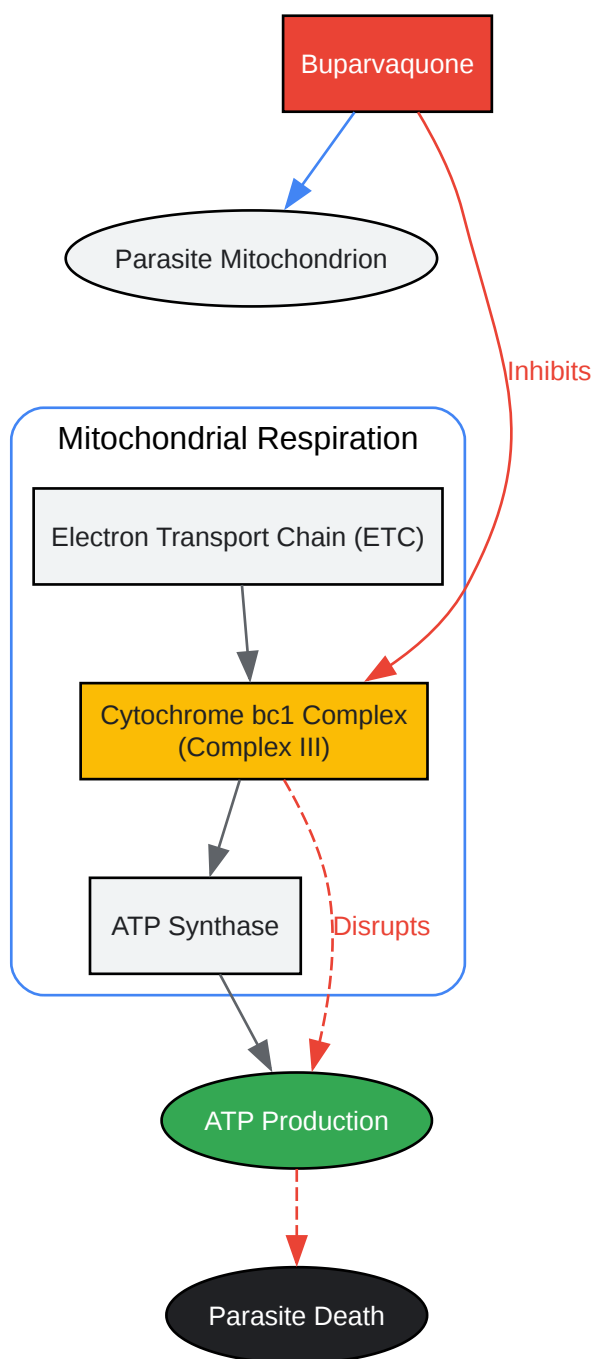 Buparvaquone
Parasite Mitochondrion
Inhibits
Mitochondrial Respiration
Electron Transport Chain (ETC)
Cytochrome bc1 Complex
(Complex III)
ATP Synthase
Disrupts
ATP Production
Parasite Death